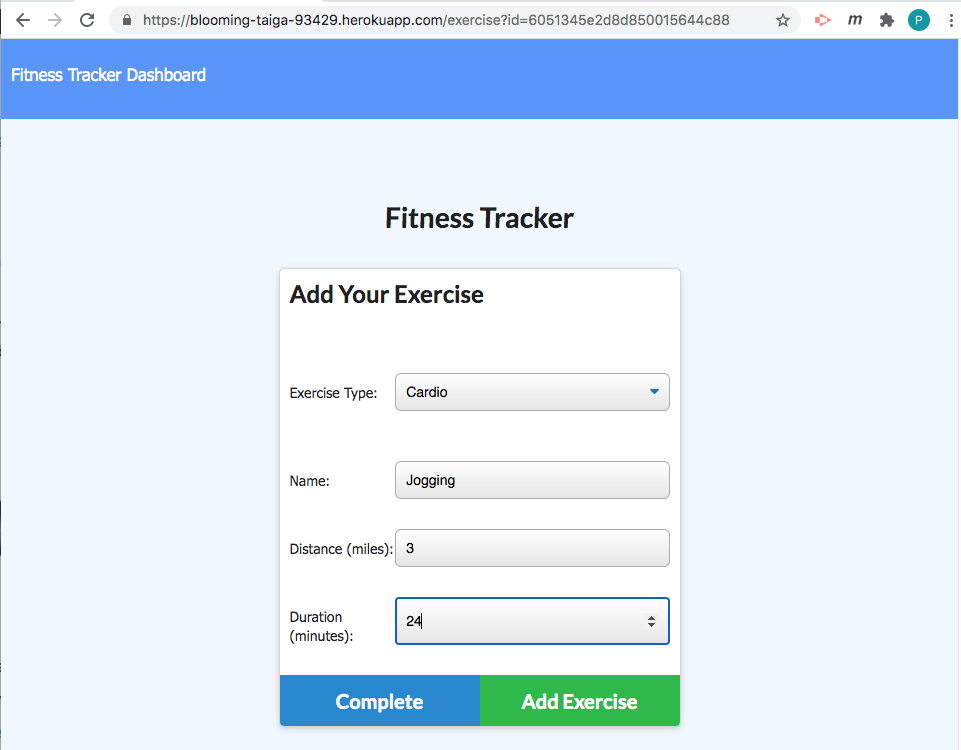 https://blooming-taiga-93429.herokuapp.com/exercise?id=6051345e2d8d850015644c88
m
P
Fitness Tracker Dashboard
Fitness Tracker
Add Your Exercise
Exercise Type: Cardio
Name: Jogging
Distance (miles): 3
Duration
(minutes): 24
Complete Add Exercise